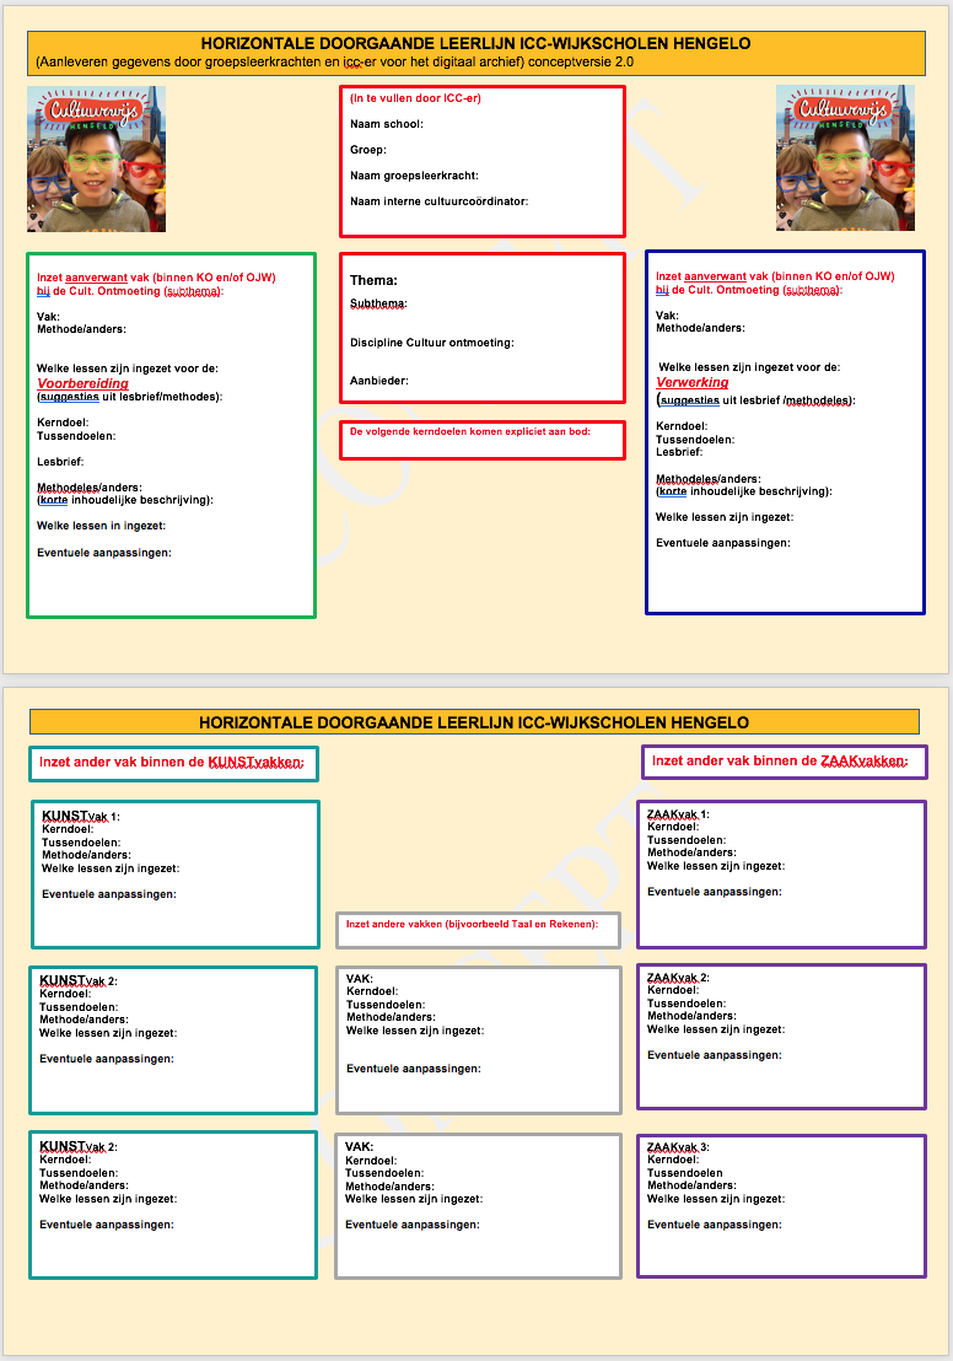 HORIZONTALE DOORGAANDE LEERLIJN ICC-WIJKSCHOLEN HENGELO
(Aanleveren gegevens door groepsleerkrachten en icc-er voor het digitaal archief) conceptversie 2.0
Cultuurwijs
HENGELO
(In te vullen door ICC-er)
Naam school:
Groep:
Naam groepsleerkracht:
Naam interne cultuurcoördinator:
Cultuurwijs
HENGELO
Inzet aanverwant vak (binnen KO en/of OJW)
bij de Cult. Ontmoeting (subthema):
Vak:
Methode/anders:
Welke lessen zijn ingezet voor de:
Voorbereiding
(suggesties uit lesbrief/methodes):
Kerndoel:
Tussendoelen:
Lesbrief:
Methodeles/anders:
(korte inhoudelijke beschrijving):
Welke lessen in ingezet:
Eventuele aanpassingen:
Thema:
Subthema:
Discipline Cultuur ontmoeting:
Aanbieder:
De volgende kerndoelen komen expliciet aan bod:
Inzet aanverwant vak (binnen KO en/of OJW)
bij de Cult. Ontmoeting (subthema):
Vak:
Methode/anders:
Welke lessen zijn ingezet voor de:
Verwerking
(suggesties uit lesbrief /methodeles):
Kerndoel:
Tussendoelen:
Lesbrief:
Methodeles/anders:
(korte inhoudelijke beschrijving):
Welke lessen zijn ingezet:
Eventuele aanpassingen:
CONCEPT
HORIZONTALE DOORGAANDE LEERLIJN ICC-WIJKSCHOLEN HENGELO
Inzet ander vak binnen de KUNSTvakken:
Inzet ander vak binnen de ZAAKvakken:
KUNSTvak 1:
Kerndoel:
Tussendoelen:
Methode/anders:
Welke lessen zijn ingezet:
Eventuele aanpassingen:
ZAAKvak 1:
Kerndoel:
Tussendoelen:
Methode/anders:
Welke lessen zijn ingezet:
Eventuele aanpassingen:
Inzet andere vakken (bijvoorbeeld Taal en Rekenen):
KUNSTvak 2:
Kerndoel:
Tussendoelen:
Methode/anders:
Welke lessen zijn ingezet:
Eventuele aanpassingen:
VAK:
Kerndoel:
Tussendoelen:
Methode/anders:
Welke lessen zijn ingezet:
Eventuele aanpassingen:
ZAAKvak 2:
Kerndoel:
Tussendoelen:
Methode/anders:
Welke lessen zijn ingezet:
Eventuele aanpassingen:
KUNSTvak 2:
Kerndoel:
Tussendoelen:
Methode/anders:
Welke lessen zijn ingezet:
Eventuele aanpassingen:
VAK:
Kerndoel:
Tussendoelen:
Methode/anders:
Welke lessen zijn ingezet:
Eventuele aanpassingen:
ZAAKvak 3:
Kerndoel:
Tussendoelen
Methode/anders:
Welke lessen zijn ingezet:
Eventuele aanpassingen:
CONCEPT